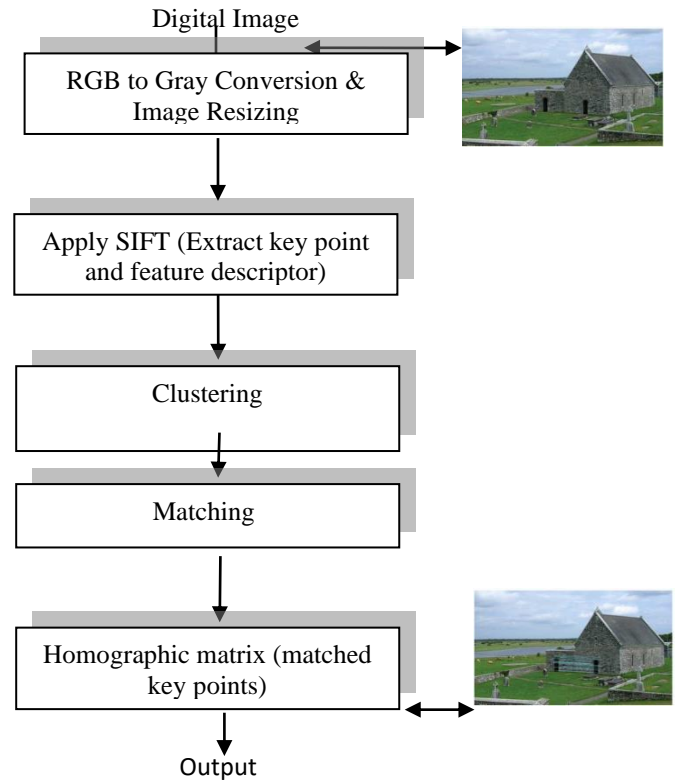 Digital Image
RGB to Gray Conversion &
Image Resizing
Apply SIFT (Extract key point
and feature descriptor)
Clustering
Matching
Homographic matrix (matched
key points)
Output